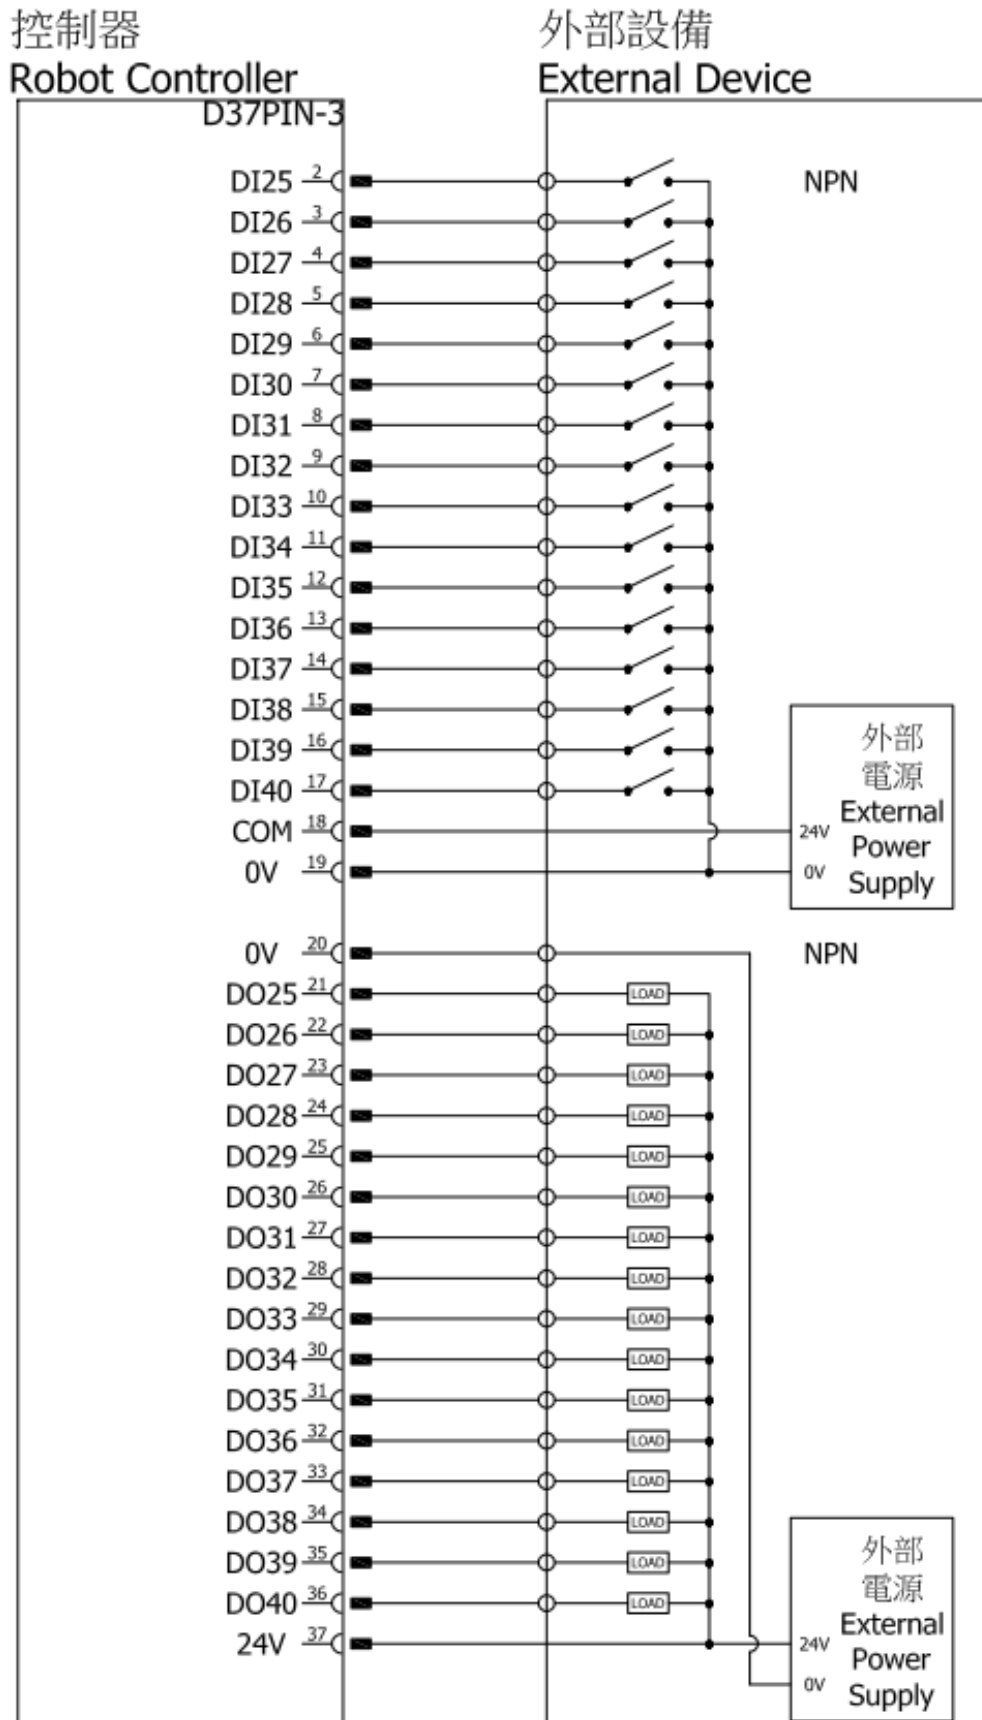 控制器 外部設備
Robot Controller External Device
D37PIN-3
DI25 2 NPN
DI26 3
DI27 4
DI28 5
DI29 6
DI30 7
DI31 8
DI32 9
DI33 10
DI34 11
DI35 12
DI36 13
DI37 14
DI38 15
DI39 16
DI40 17
COM 18
0V 19
外部
電源
External
Power
Supply
24V
0V
0V 20 NPN
DO25 21 LOAD
DO26 22 LOAD
DO27 23 LOAD
DO28 24 LOAD
DO29 25 LOAD
DO30 26 LOAD
DO31 27 LOAD
DO32 28 LOAD
DO33 29 LOAD
DO34 30 LOAD
DO35 31 LOAD
DO36 32 LOAD
DO37 33 LOAD
DO38 34 LOAD
DO39 35 LOAD
DO40 36 LOAD
24V 37
外部
電源
External
Power
Supply
24V
0V